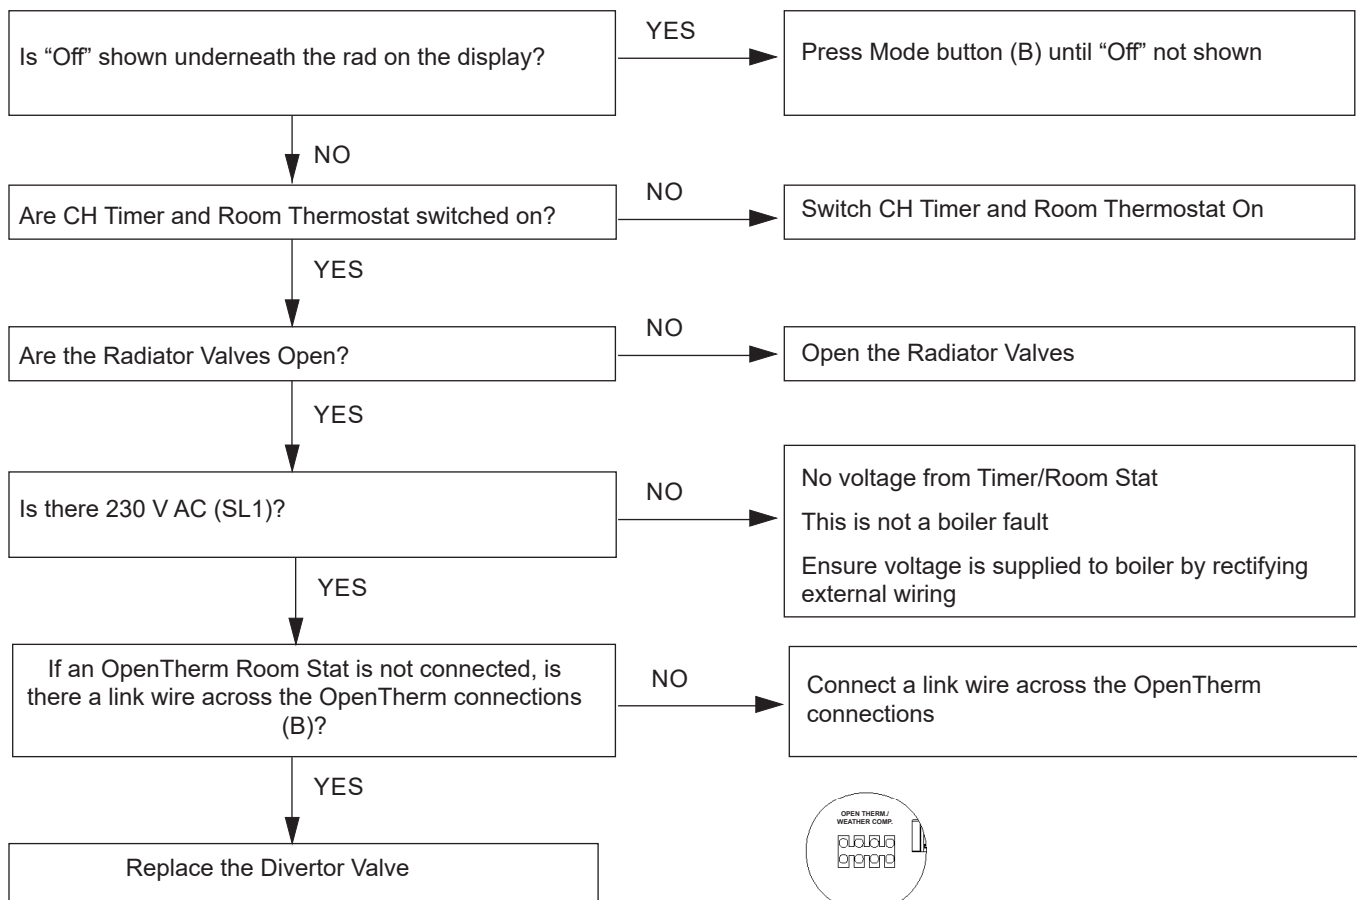 Is “Off” shown underneath the rad on the display?
YES
Press Mode button (B) until “Off” not shown
NO
Are CH Timer and Room Thermostat switched on?
NO
Switch CH Timer and Room Thermostat On
YES
Are the Radiator Valves Open?
NO
Open the Radiator Valves
YES
Is there 230 V AC (SL1)?
NO
No voltage from Timer/Room Stat
This is not a boiler fault
Ensure voltage is supplied to boiler by rectifying
external wiring
YES
If an OpenTherm Room Stat is not connected, is
there a link wire across the OpenTherm connections
(B)?
NO
Connect a link wire across the OpenTherm
connections
YES
Replace the Divertor Valve
OPEN THERM./
WEATHER COMP.